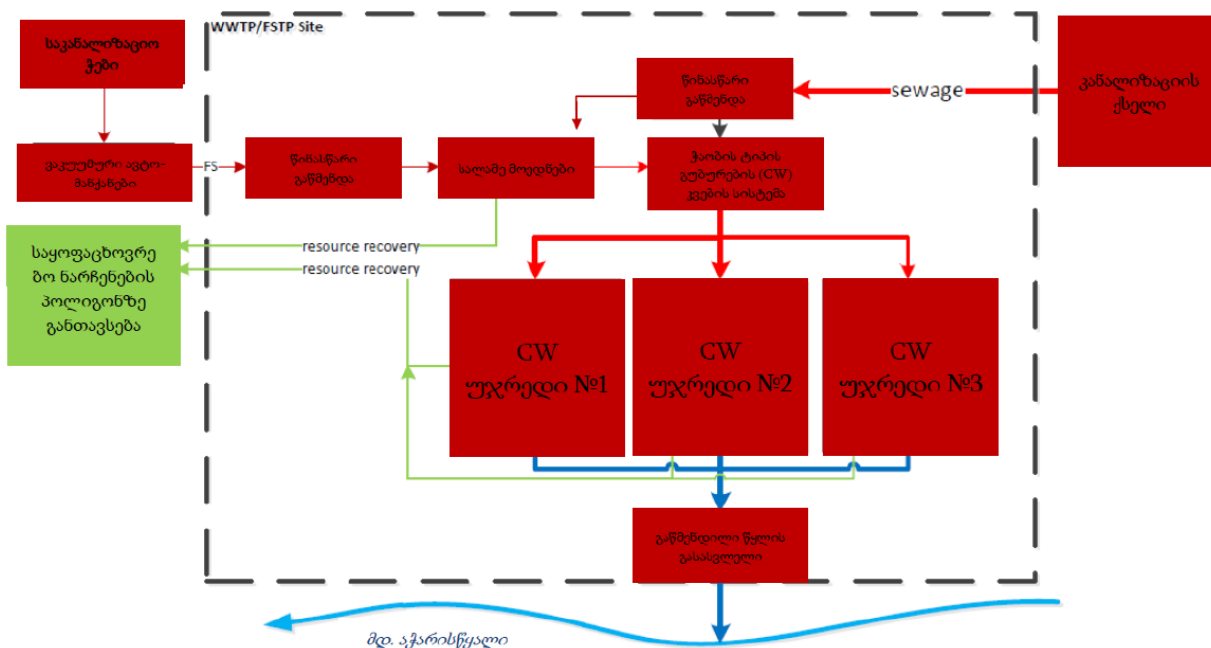 WWTP/FSTP Site
საკანალიზაციო
ჭები
წინასწარი
გაწმენდა
sewage
კანალიზაციის
ქსელი
ვაკუუმური ავტო-
მანქანები
FS
წინასწარი
გაწმენდა
სალამე მოედნები
ჭაობის ტიპის
გუბურების (CW)
კვების სისტემა
საყოფაცხოვრე
ბო ნარჩენების
პოლიგონზე
განთავსება
resource recovery
resource recovery
CW
უჯრედი №1
CW
უჯრედი №2
CW
უჯრედი №3
გაწმენდილი წყლის
გასასვლელი
მდ. აჭარისწყალი